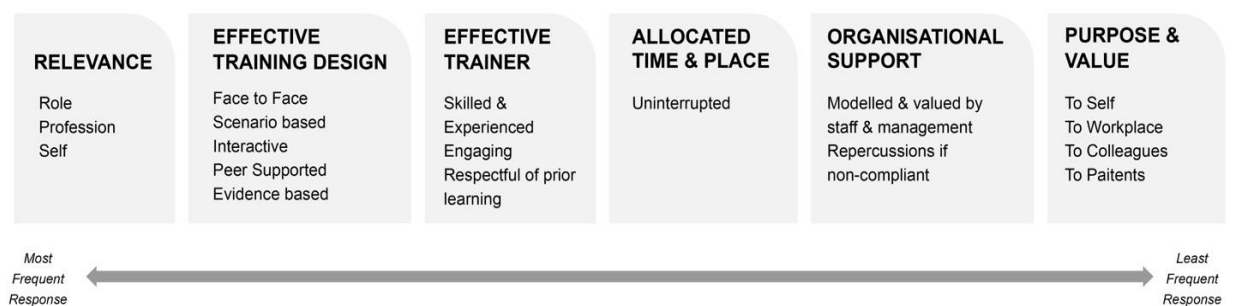 RELEVANCE
Role
Profession
Self
EFFECTIVE
TRAINING DESIGN
Face to Face
Scenario based
Interactive
Peer Supported
Evidence based
EFFECTIVE
TRAINER
Skilled &
Experienced
Engaging
Respectful of prior
learning
ALLOCATED
TIME & PLACE
Uninterrupted
ORGANISATIONAL
SUPPORT
Modelled & valued by
staff & management
Repercussions if
non-compliant
PURPOSE &
VALUE
To Self
To Workplace
To Colleagues
To Paitents
Most
Frequent
Response
Least
Frequent
Response